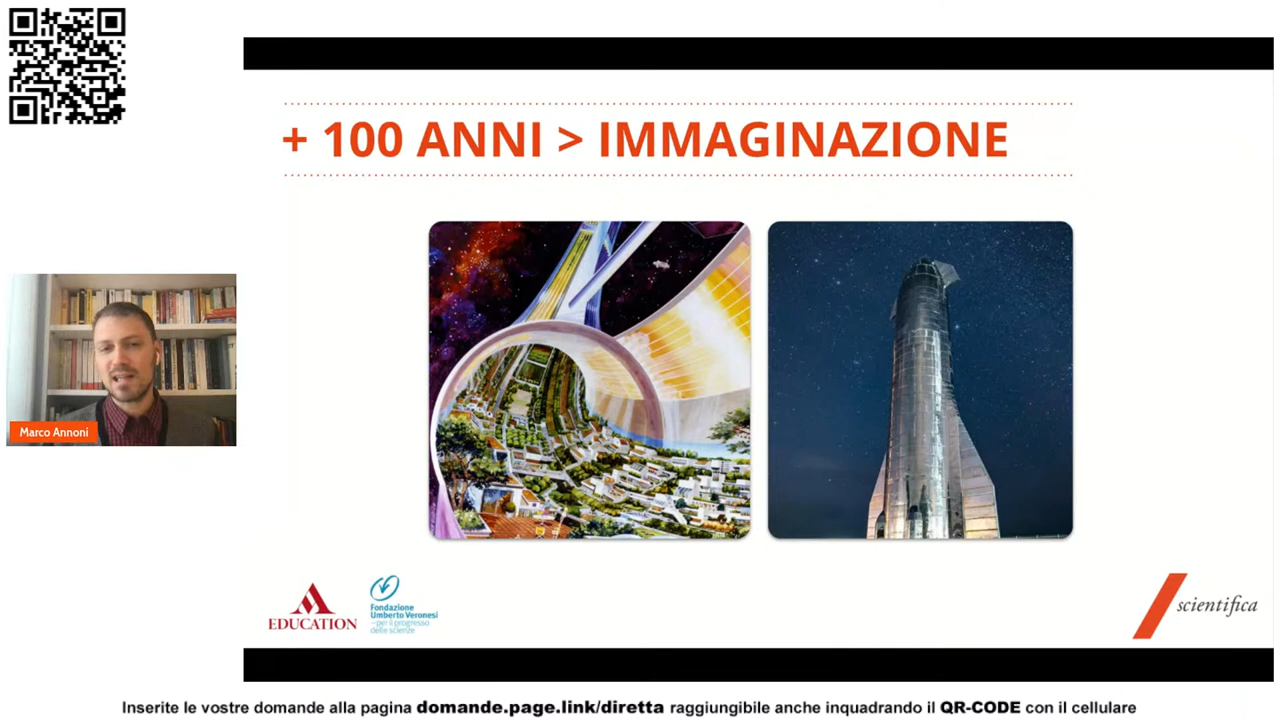 + 100 ANNI > IMMAGINAZIONE
Marco Annoni
EDUCATION
Fondazione
Umberto Veronesi
–per il progresso
delle scienze
scientifica
Inserite le vostre domande alla pagina domande.page.link/diretta raggiungibile anche inquadrando il QR-CODE con il cellulare